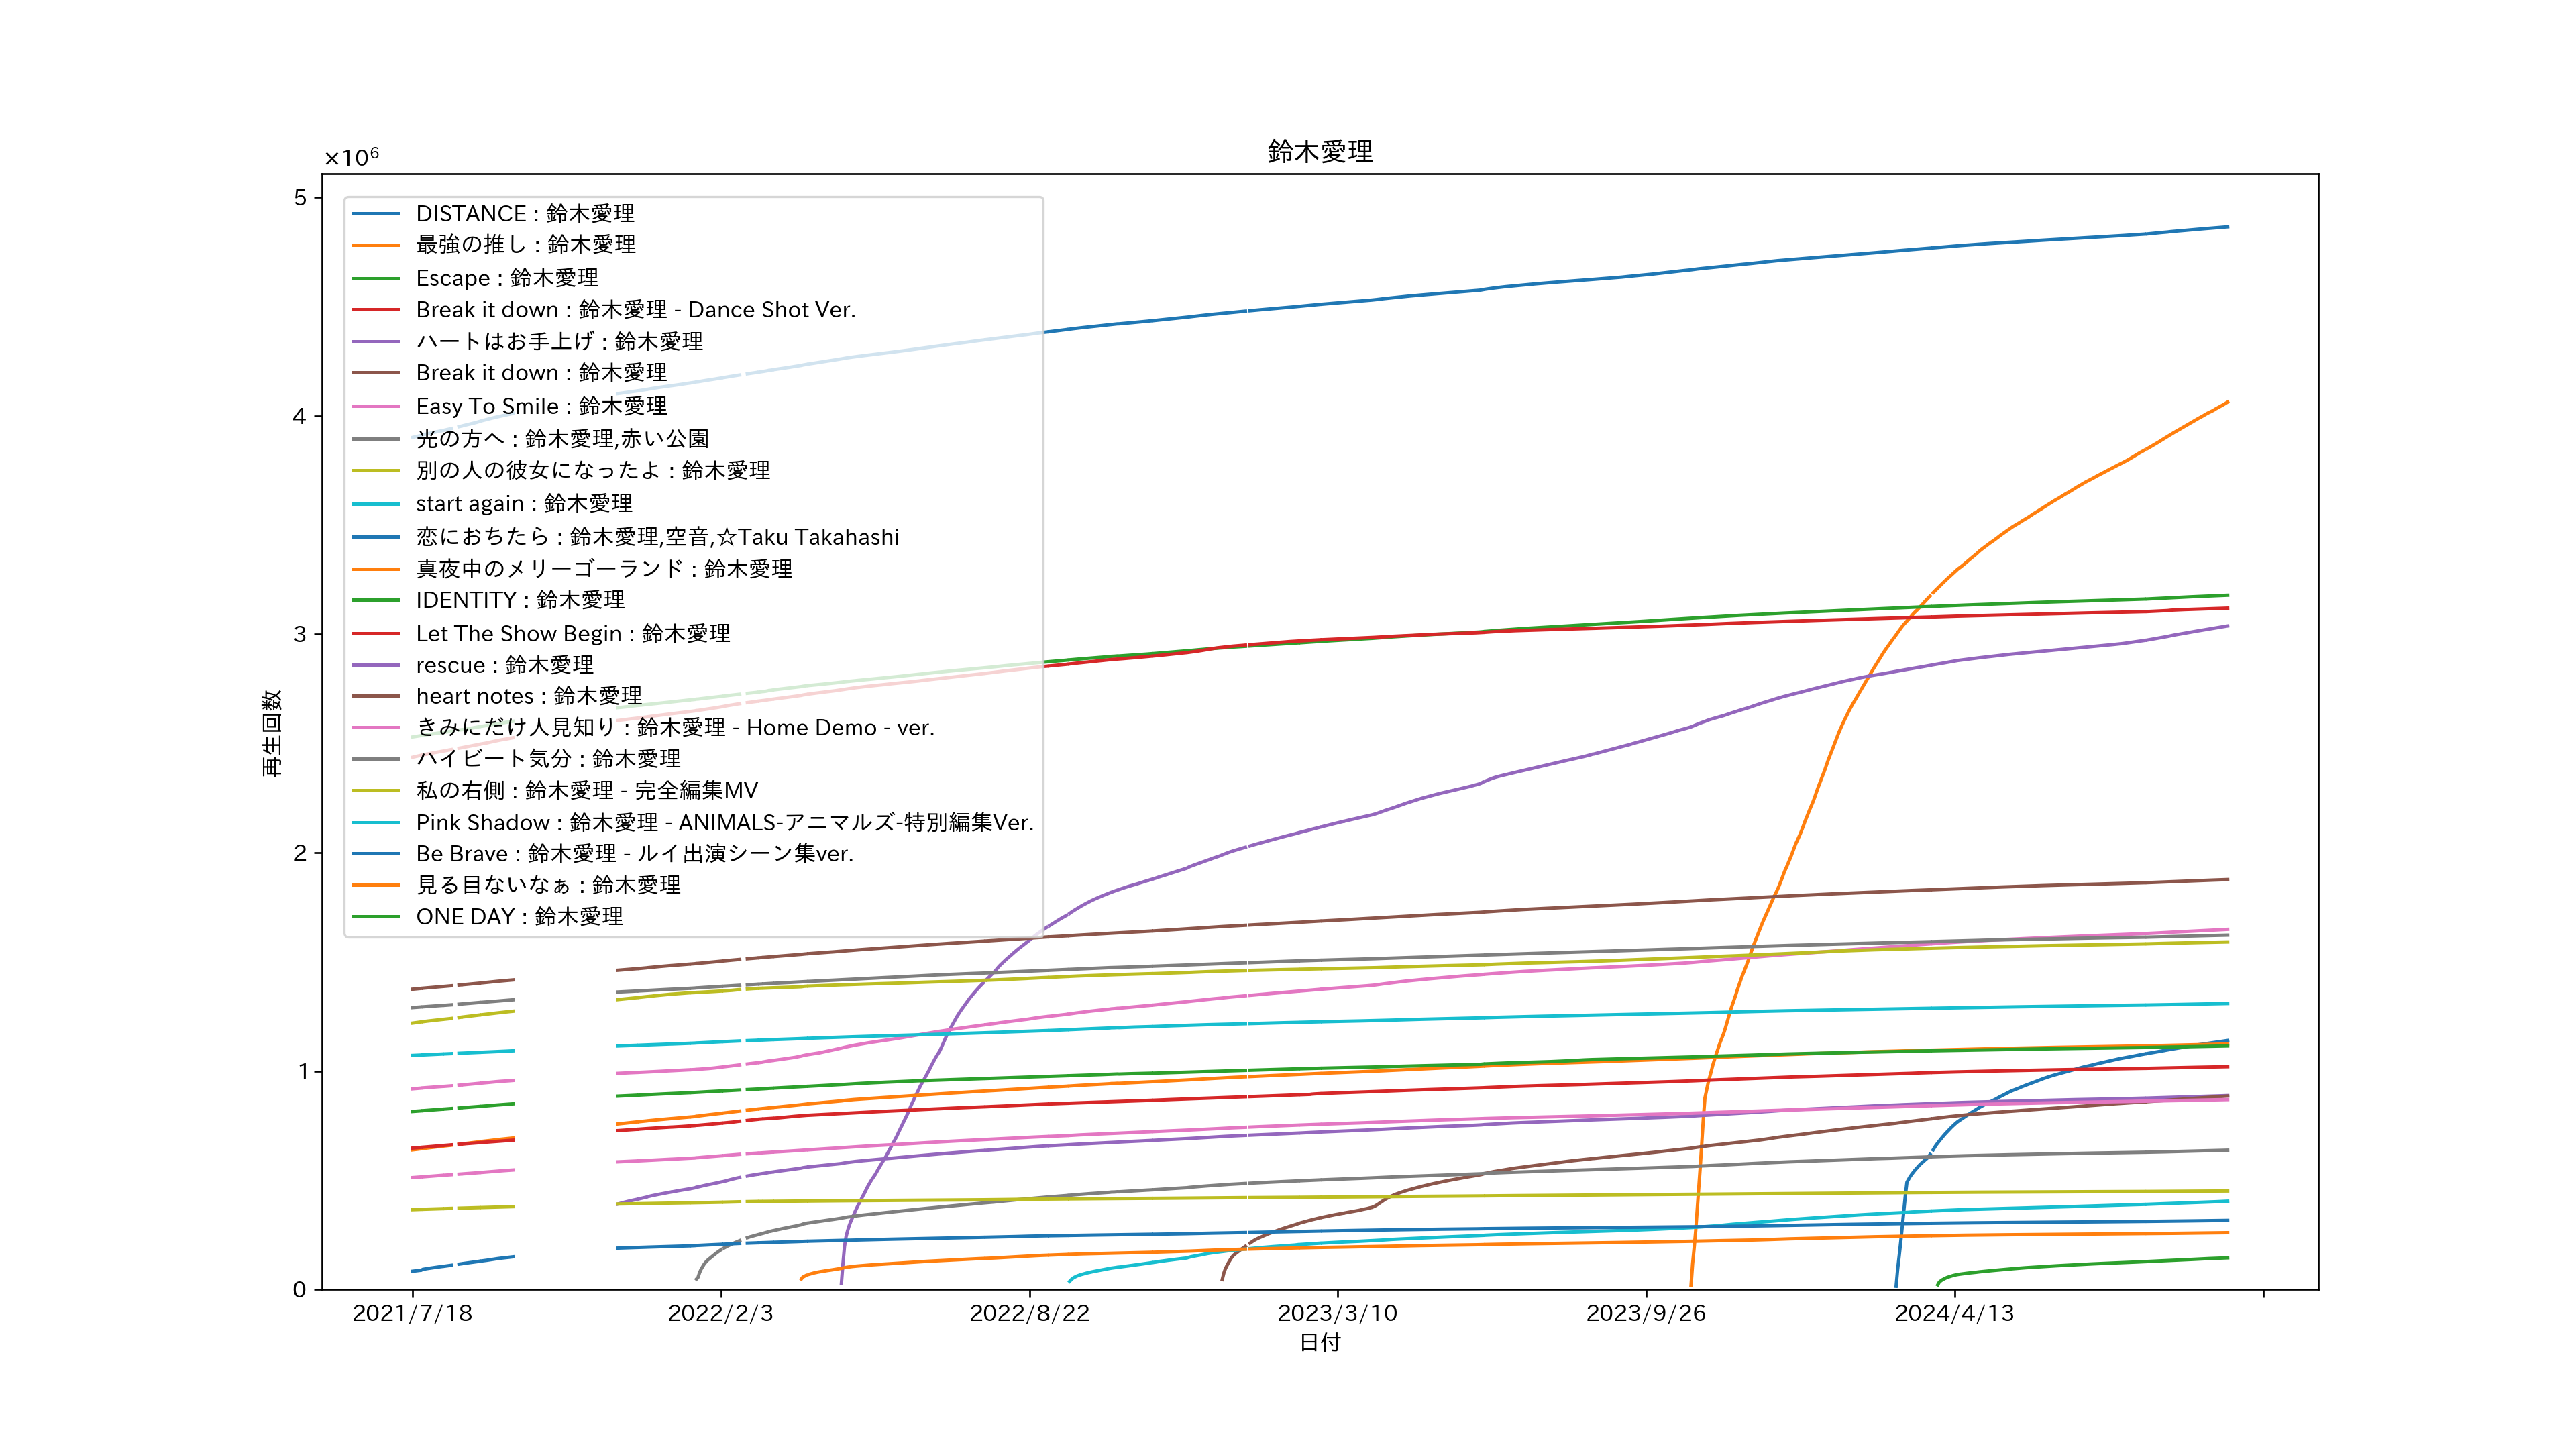 鈴木愛理
×10⁶
5
4
3
2
1
0
再生回数
DISTANCE : 鈴木愛理
最強の推し : 鈴木愛理
Escape : 鈴木愛理
Break it down : 鈴木愛理 - Dance Shot Ver.
ハートはお手上げ : 鈴木愛理
Break it down : 鈴木愛理
Easy To Smile : 鈴木愛理
光の方へ : 鈴木愛理,赤い公園
別の人の彼女になったよ : 鈴木愛理
start again : 鈴木愛理
恋におちたら : 鈴木愛理,空音,☆Taku Takahashi
真夜中のメリーゴーランド : 鈴木愛理
IDENTITY : 鈴木愛理
Let The Show Begin : 鈴木愛理
rescue : 鈴木愛理
heart notes : 鈴木愛理
きみにだけ人見知り : 鈴木愛理 - Home Demo - ver.
ハイビート気分 : 鈴木愛理
私の右側 : 鈴木愛理 - 完全編集MV
Pink Shadow : 鈴木愛理 - ANIMALS-アニマルズ-特別編集Ver.
Be Brave : 鈴木愛理 - ルイ出演シーン集ver.
見る目ないなぁ : 鈴木愛理
ONE DAY : 鈴木愛理
2021/7/18 2022/2/3 2022/8/22 2023/3/10 2023/9/26 2024/4/13
日付